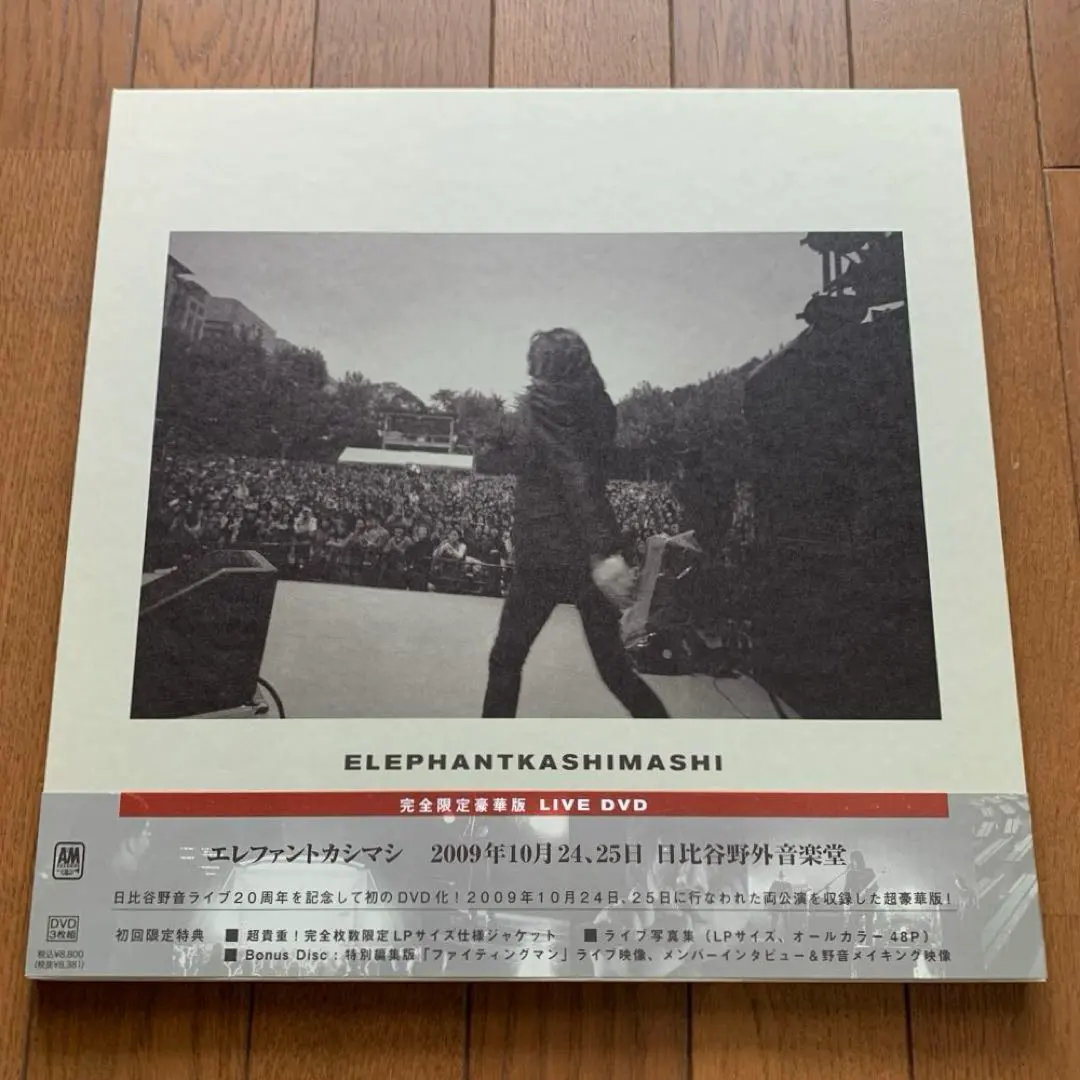 ELEPHANTKASHIMASHI
完全限定豪華版 LIVE DVD
AM
エレファントカシマシ 2009年10月24、25日 日比谷野外音楽堂
日比谷野音ライブ20周年を記念して初のDVD化！2009年10月24日、25日に行なわれた両公演を収録した超豪華版！
DVD
3枚組
初回限定特典 ■ 超貴重！完全枚数限定LPサイズ仕様ジャケット ■ ライブ写真集（LPサイズ、オールカラー48P）
■ Bonus Disc：特別編集版「ファイティングマン」ライブ映像、メンバーインタビュー＆野音メイキング映像
税込¥8,800
(税抜¥8,381)